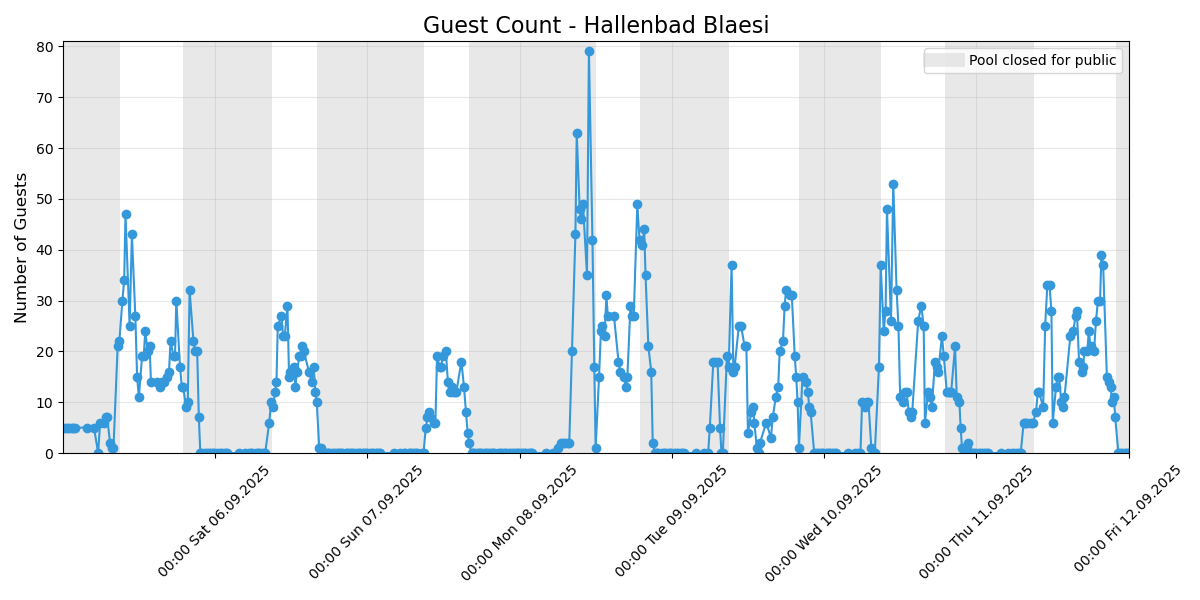 Guest Count - Hallenbad Blaesi
Pool closed for public
Number of Guests
80
70
60
50
40
30
20
10
0
00:00 Sat 06.09.2025
00:00 Sun 07.09.2025
00:00 Mon 08.09.2025
00:00 Tue 09.09.2025
00:00 Wed 10.09.2025
00:00 Thu 11.09.2025
00:00 Fri 12.09.2025